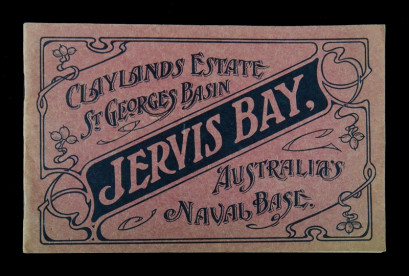 CLAYLANDS ESTATE
ST GEORGES BASIN
JERVIS BAY,
AUSTRALIA'S
NAVAL BASE.